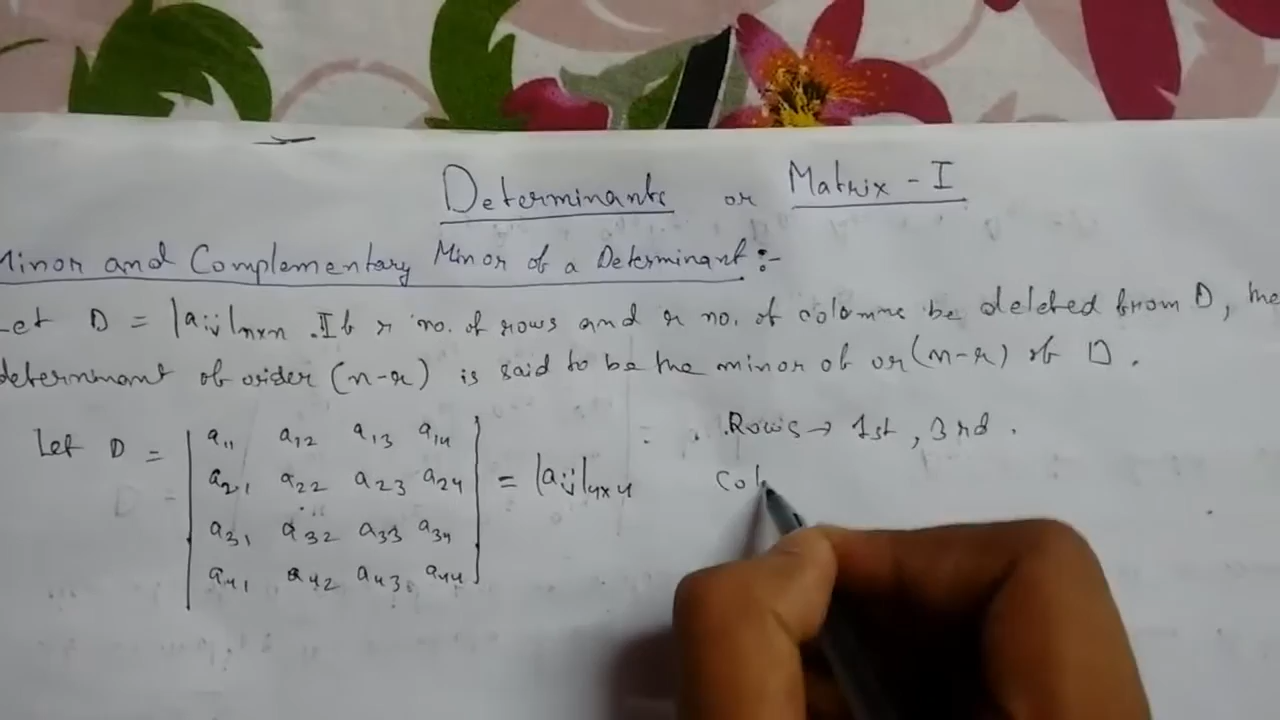 Determinants or Matrix - I
Minor and Complementary Minor of a Determinant :-
Let D = |aij|nxn. If r no. of rows and r no. of columns be deleted from D, the
determinant of order (n-r) is said to be the minor of or (n-r) of D.
Let D = | a11 a12 a13 a14 | = |aij|4x4 Rows → 1st, 3rd.
a21 a22 a23 a24 Col
a31 a32 a33 a34
a41 a42 a43 a44